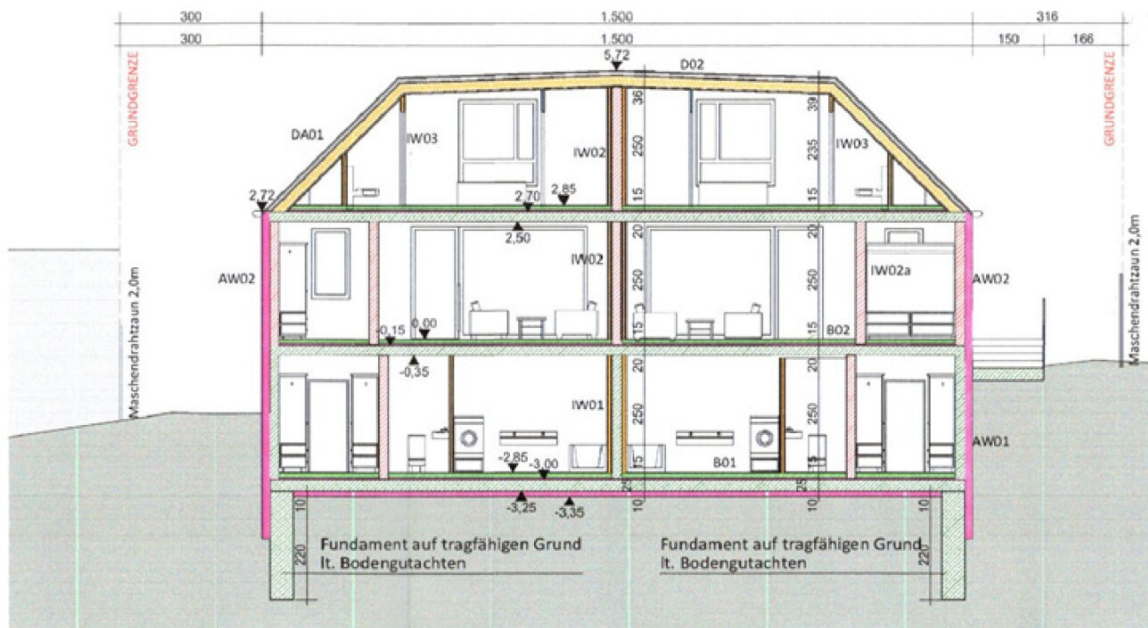 300
1.500
316
300
1.500
150
166
GRUNDGRENZE
GRUNDGRENZE
5,72
D02
DA01
36
39
IW03
IW02
250
235
IW03
2,72
2,70
2,85
15
15
2,50
20
20
AW02
IW02
250
250
IW02a
AW02
Maschendrahtzaun 2,0m
Maschendrahtzaun 2,0m
-0,15
0,00
15
15
B02
-0,35
20
20
IW01
250
250
AW01
-2,85
-3,00
15
B01
15
25
25
-3,25
-3,35
10
10
10
10
220
220
Fundament auf tragfähigen Grund
lt. Bodengutachten
Fundament auf tragfähigen Grund
lt. Bodengutachten